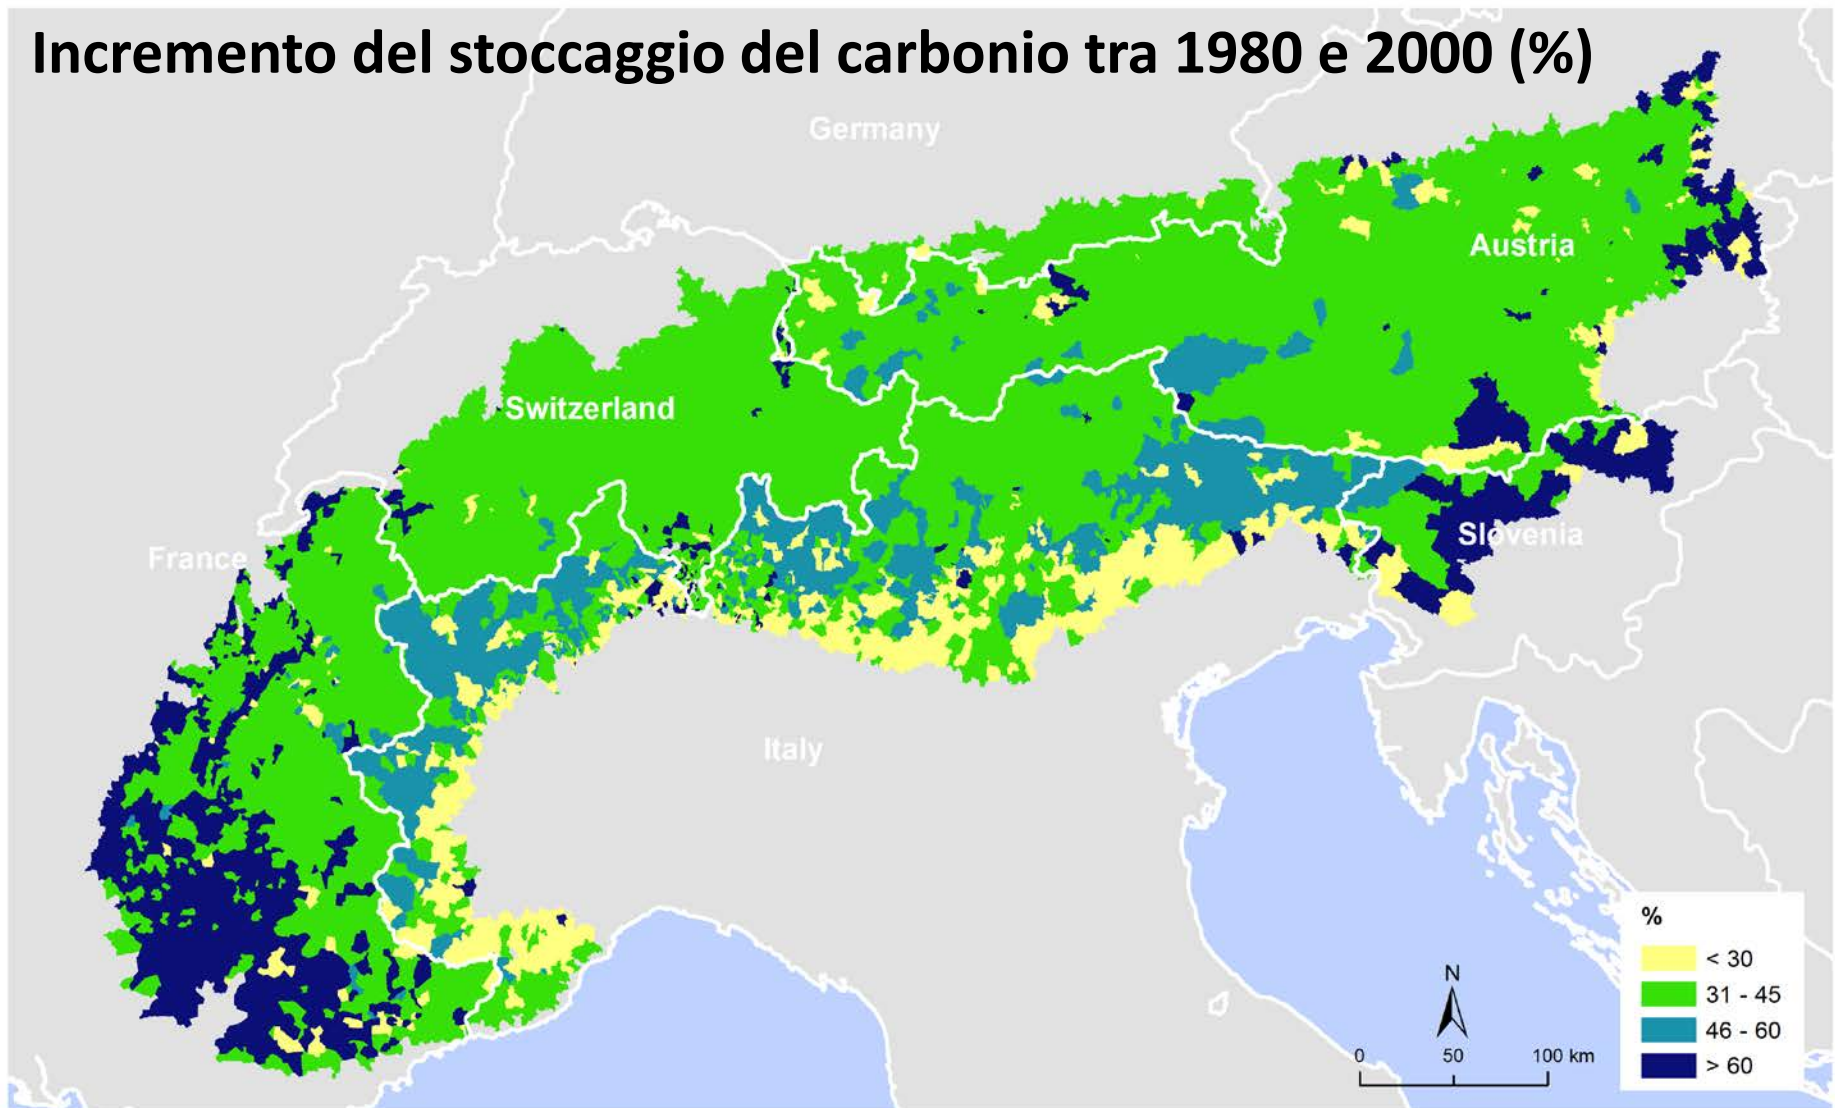 Incremento del stoccaggio del carbonio tra 1980 e 2000 (%)
Germany
Austria
Switzerland
Slovenia
France
Italy
%
< 30
31 - 45
46 - 60
> 60
N
0 50 100 km